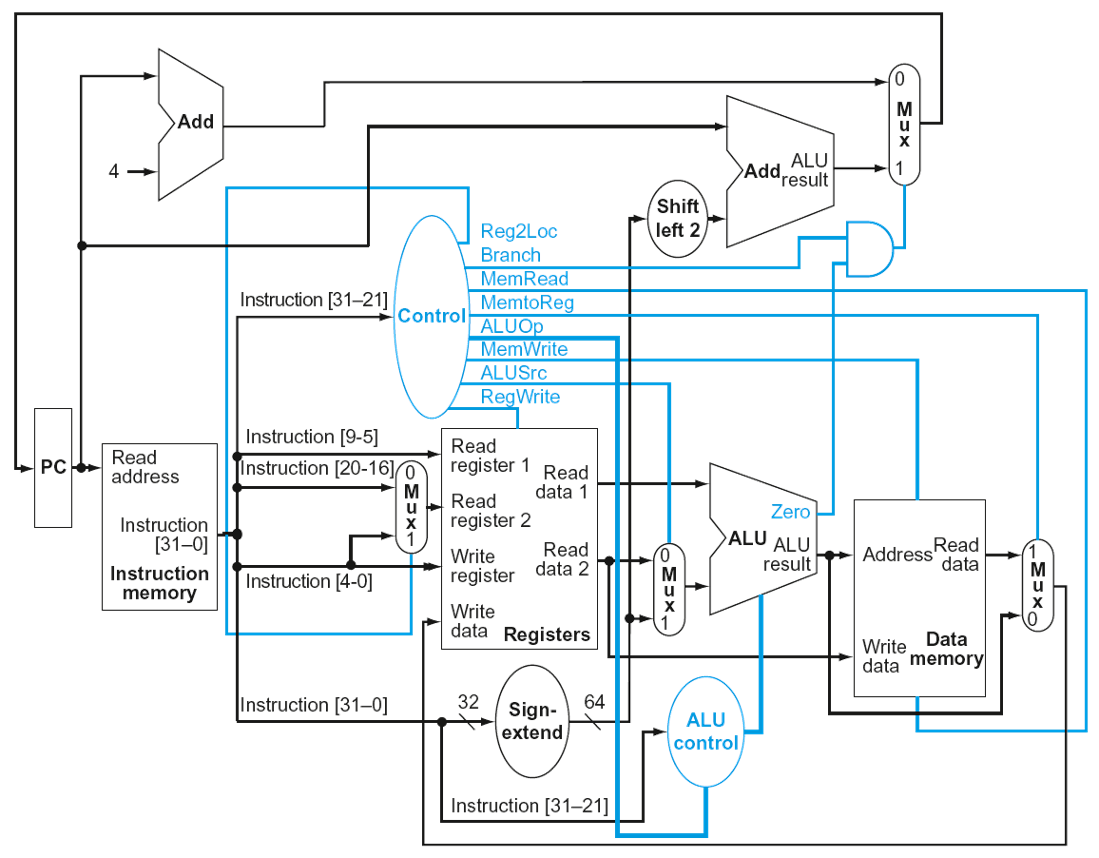 0
M
u
x
1
Add
4
Add
ALU
result
Shift
left 2
Reg2Loc
Branch
MemRead
MemtoReg
ALUOp
MemWrite
ALUSrc
RegWrite
Control
Instruction [31–21]
PC
Read
address
Instruction
[31–0]
Instruction
memory
Instruction [9-5]
Instruction [20-16]
Instruction [4-0]
0
M
u
x
1
Read
register 1
Read
register 2
Write
register
Write
data
Read
data 1
Read
data 2
Registers
0
M
u
x
1
Zero
ALU
ALU
result
Address
Read
data
Write
data
Data
memory
1
M
u
x
0
Instruction [31–0]
32
Sign-
extend
64
ALU
control
Instruction [31–21]